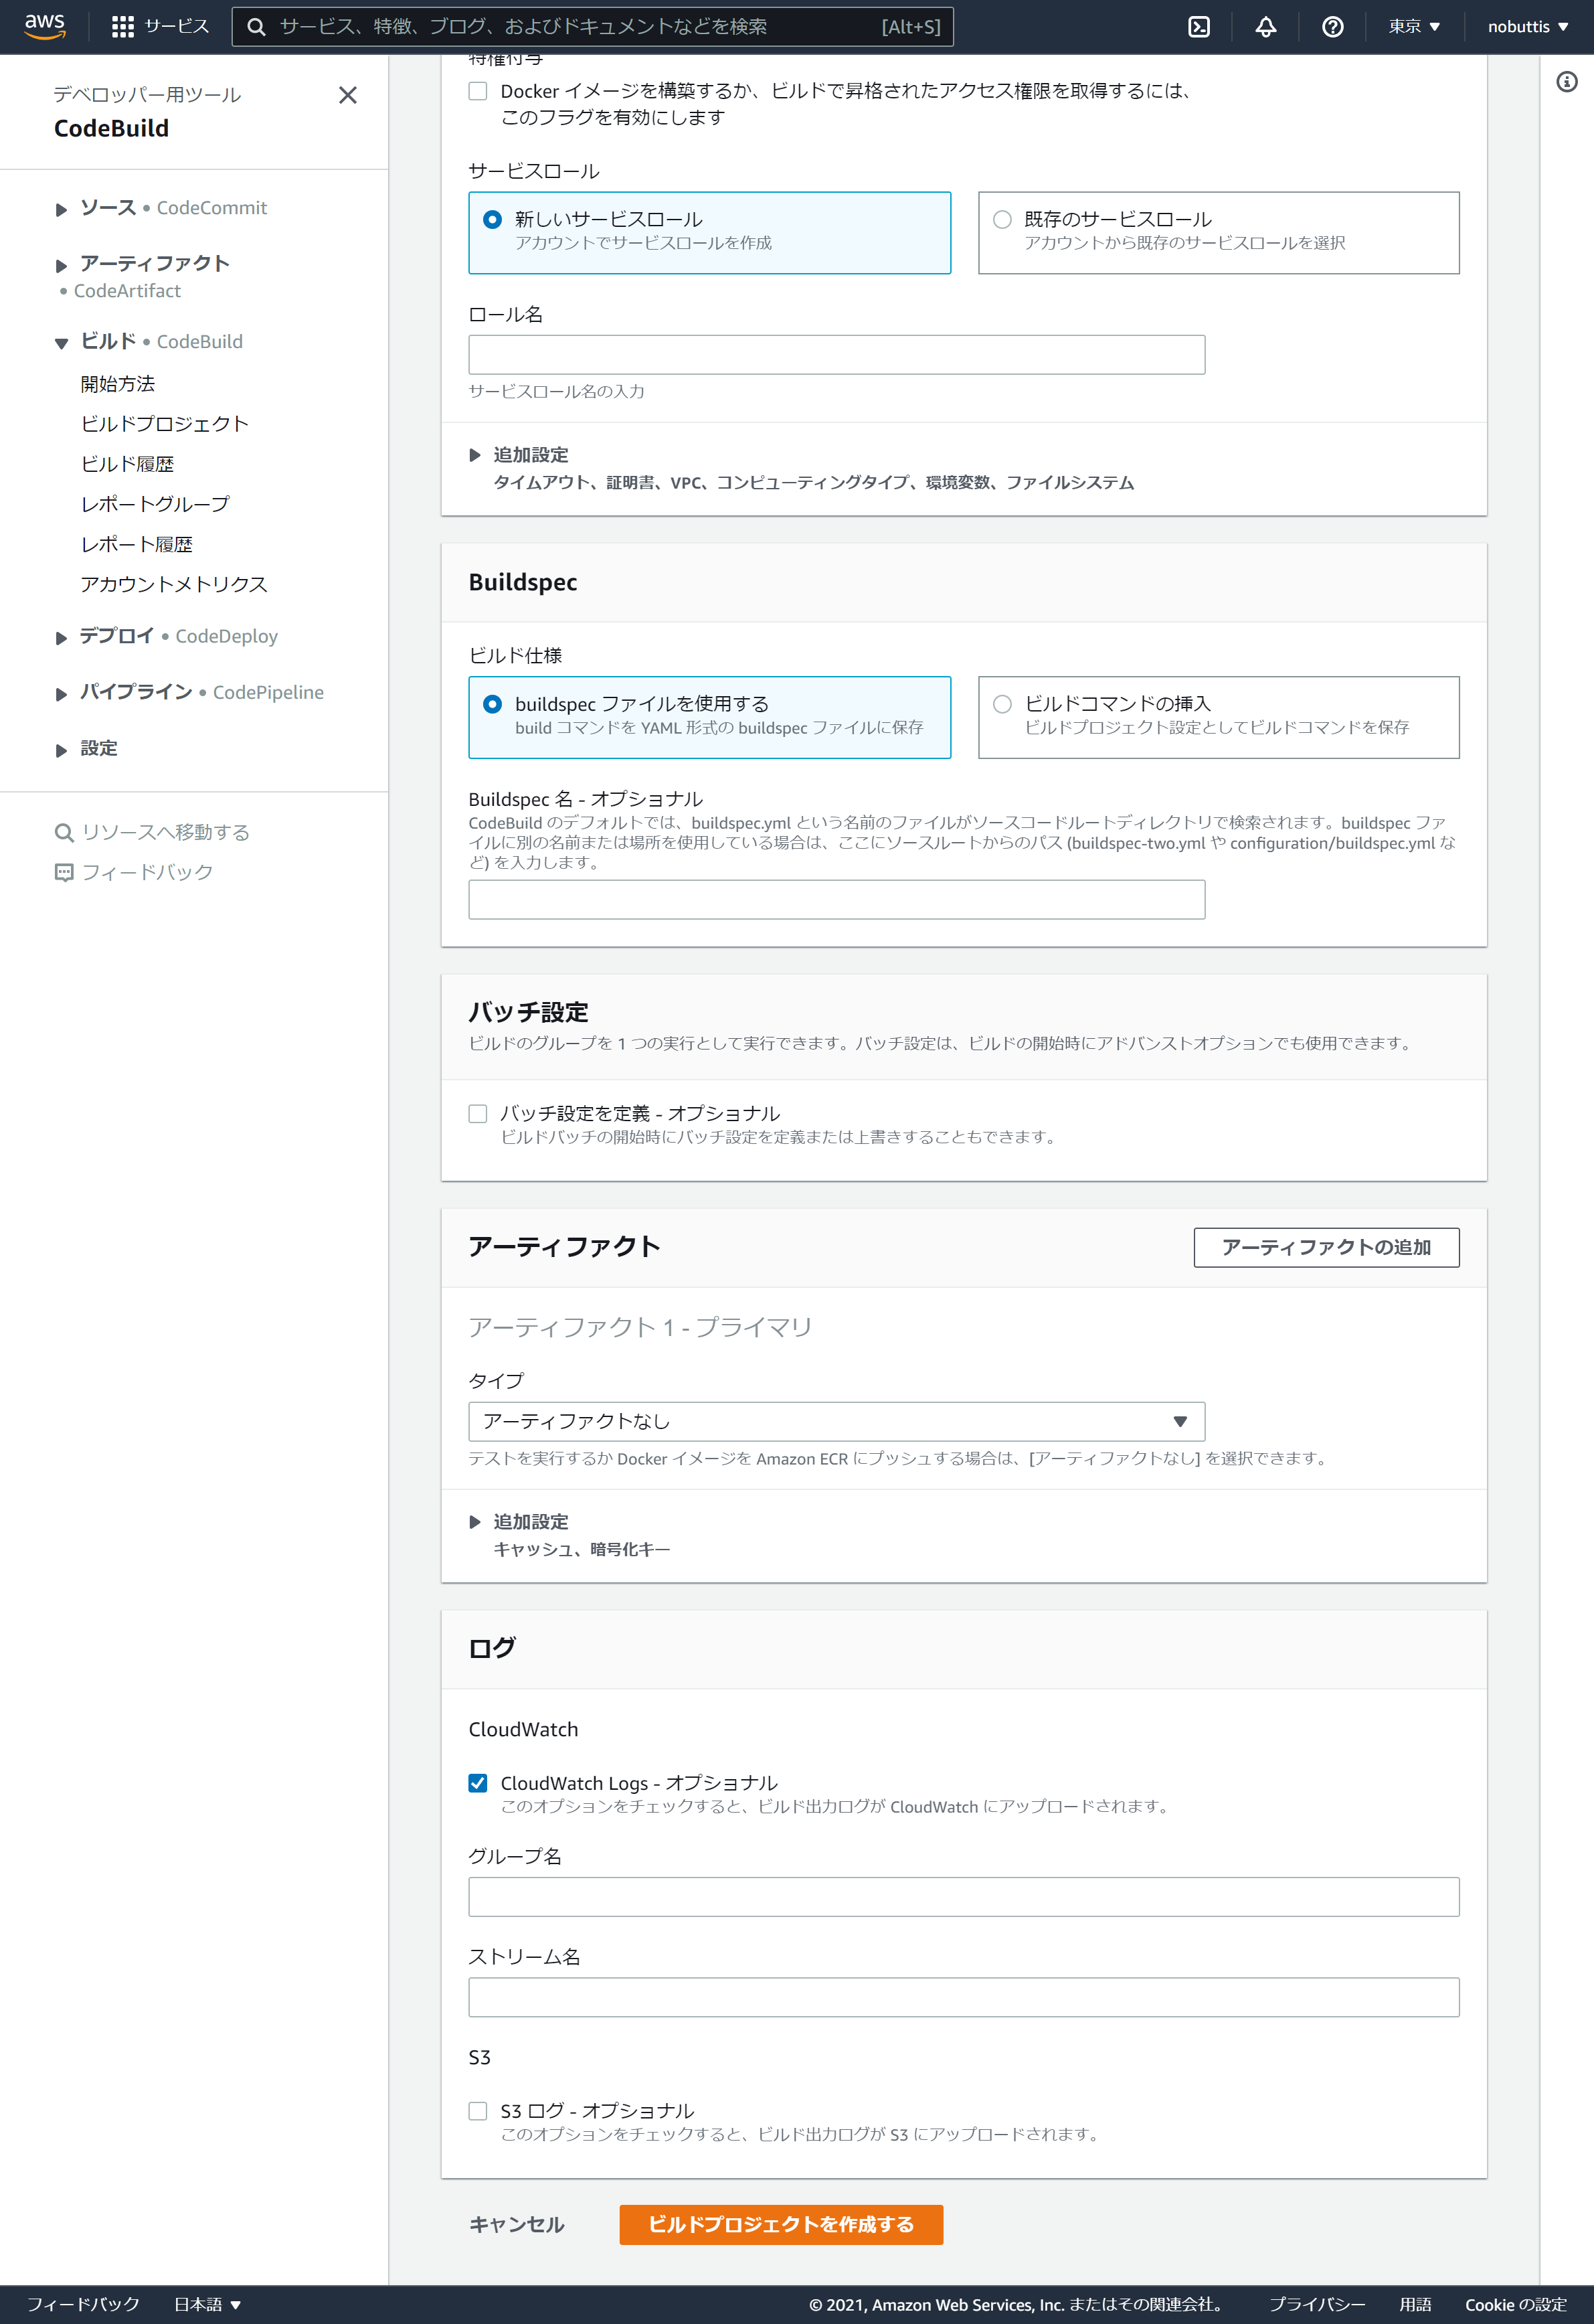 aws
サービス
サービス、特徴、ブログ、およびドキュメントなどを検索
[Alt+S]
東京
nobuttis
デベロッパー用ツール
CodeBuild
ソース • CodeCommit
アーティファクト
• CodeArtifact
ビルド • CodeBuild
開始方法
ビルドプロジェクト
ビルド履歴
レポートグループ
レポート履歴
アカウントメトリクス
デプロイ • CodeDeploy
パイプライン • CodePipeline
設定
リソースへ移動する
フィードバック
特権付与
Docker イメージを構築するか、ビルドで昇格されたアクセス権限を取得するには、
このフラグを有効にします
サービスロール
新しいサービスロール
アカウントでサービスロールを作成
既存のサービスロール
アカウントから既存のサービスロールを選択
ロール名
サービスロール名の入力
追加設定
タイムアウト、証明書、VPC、コンピューティングタイプ、環境変数、ファイルシステム
Buildspec
ビルド仕様
buildspec ファイルを使用する
build コマンドを YAML 形式の buildspec ファイルに保存
ビルドコマンドの挿入
ビルドプロジェクト設定としてビルドコマンドを保存
Buildspec 名 - オプショナル
CodeBuild のデフォルトでは、buildspec.yml という名前のファイルがソースコードルートディレクトリで検索されます。buildspec ファ
イルに別の名前または場所を使用している場合は、ここにソースルートからのパス (buildspec-two.yml や configuration/buildspec.yml な
ど) を入力します。
バッチ設定
ビルドのグループを 1 つの実行として実行できます。バッチ設定は、ビルドの開始時にアドバンストオプションでも使用できます。
バッチ設定を定義 - オプショナル
ビルドバッチの開始時にバッチ設定を定義または上書きすることもできます。
アーティファクト
アーティファクトの追加
アーティファクト 1 - プライマリ
タイプ
アーティファクトなし
テストを実行するか Docker イメージを Amazon ECR にプッシュする場合は、[アーティファクトなし] を選択できます。
追加設定
キャッシュ、暗号化キー
ログ
CloudWatch
CloudWatch Logs - オプショナル
このオプションをチェックすると、ビルド出力ログが CloudWatch にアップロードされます。
グループ名
ストリーム名
S3
S3 ログ - オプショナル
このオプションをチェックすると、ビルド出力ログが S3 にアップロードされます。
キャンセル
ビルドプロジェクトを作成する
フィードバック
日本語
© 2021, Amazon Web Services, Inc. またはその関連会社。
プライバシー
用語
Cookie の設定